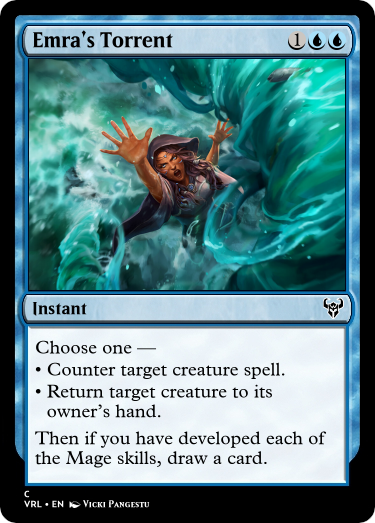 Emra's Torrent 1
Instant
Choose one —
• Counter target creature spell.
• Return target creature to its
owner's hand.
Then if you have developed each of
the Mage skills, draw a card.
C
VRL • EN Vicki Pangestu